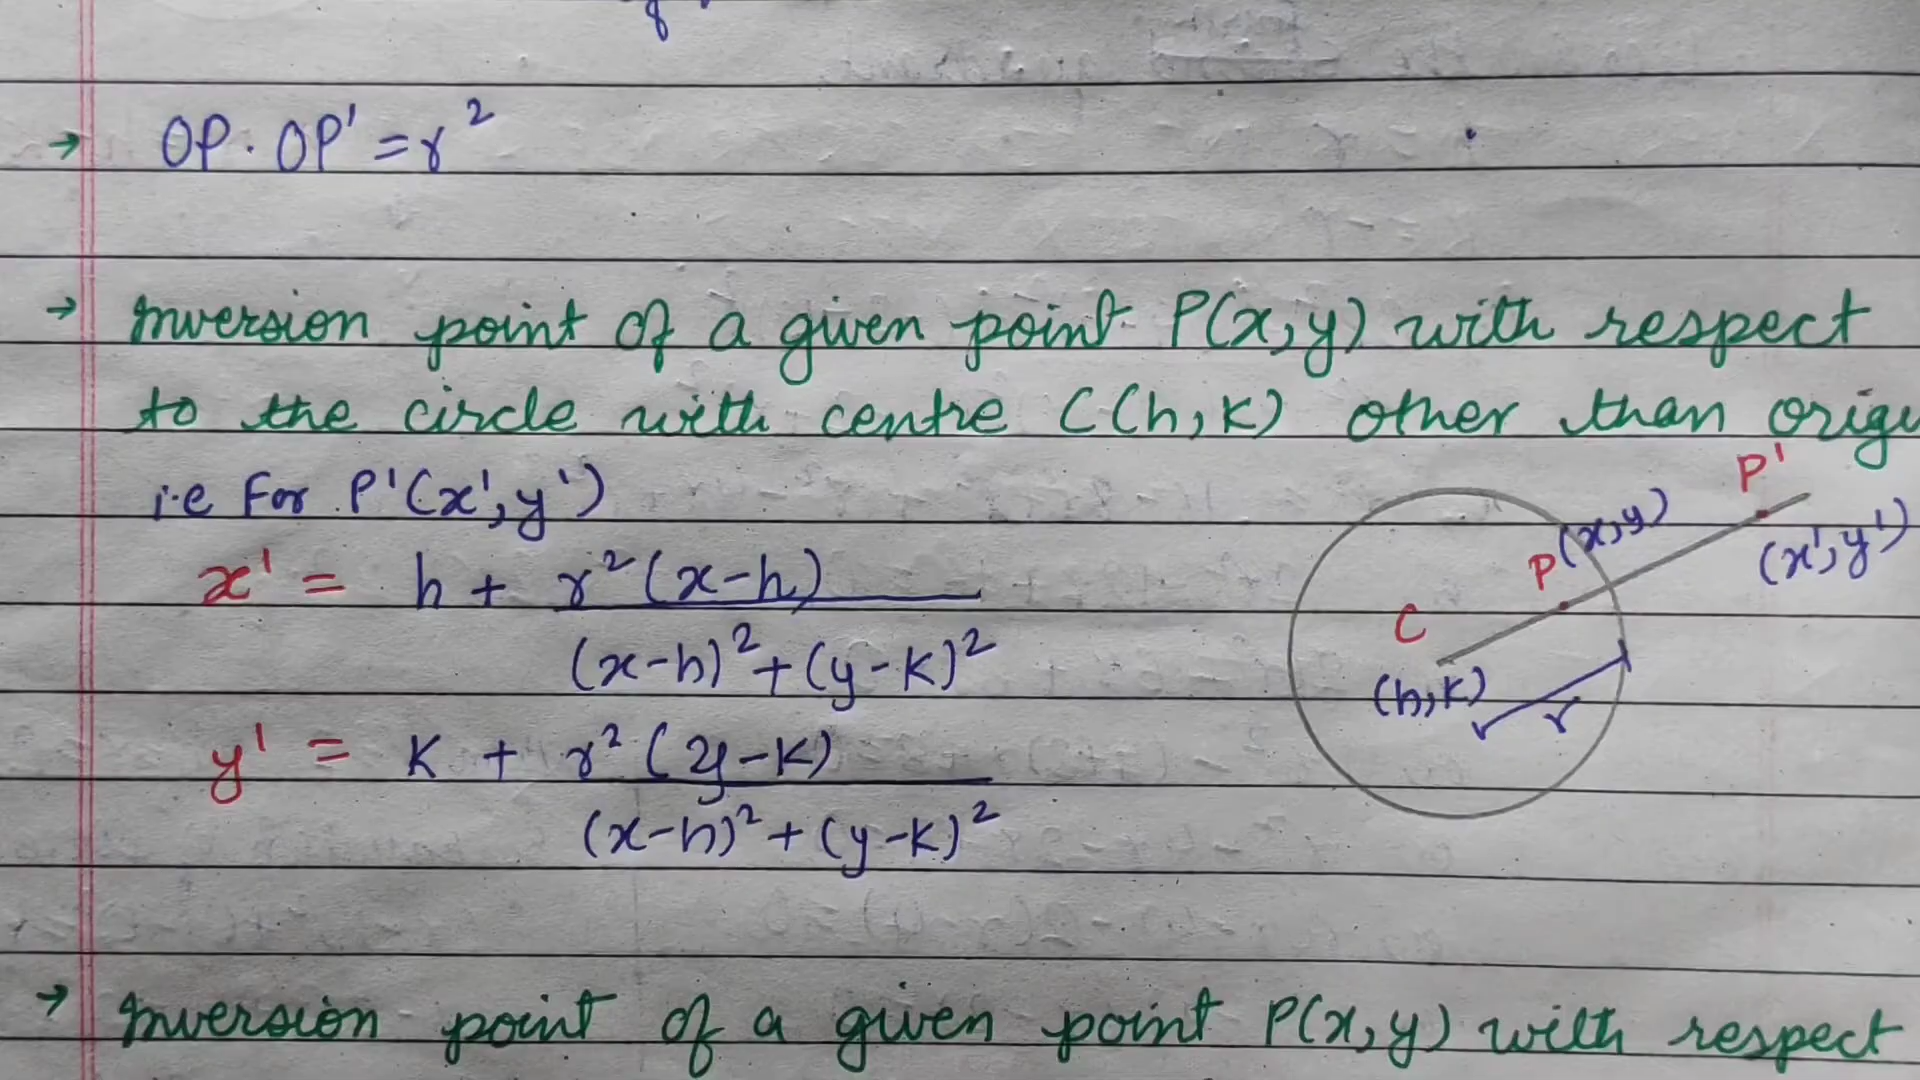 → OP. OP' = r²
→ Inversion point of a given point P(x,y) with respect
to the circle with centre C(h,k) other than
i.e For P'(x',y')
x' = h + r²(x-h)
(x-h)²+(y-k)²
y' = k + r²(y-k)
(x-h)²+(y-k)²
P'
(x,y)
(x',y')
P
C
(h,k)
r
→ Inversion point of a given point P(x,y) with respect